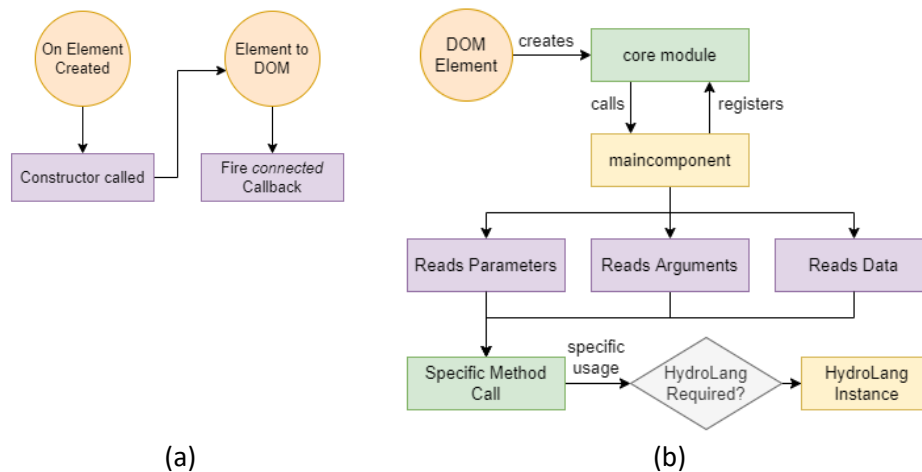 On Element
Created
Element to
DOM
Constructor called
Fire connected
Callback
(a)
DOM
Element
creates
core module
calls
registers
maincomponent
Reads Parameters
Reads Arguments
Reads Data
Specific Method
Call
specific
usage
HydroLang
Required?
HydroLang
Instance
(b)